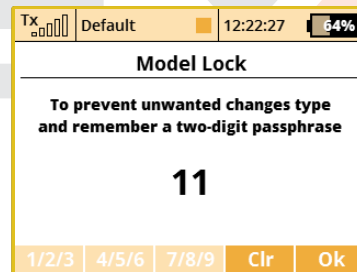 Tx Default 12:22:27 64%
Model Lock
To prevent unwanted changes type
and remember a two-digit passphrase
11
1/2/3 4/5/6 7/8/9 Clr Ok